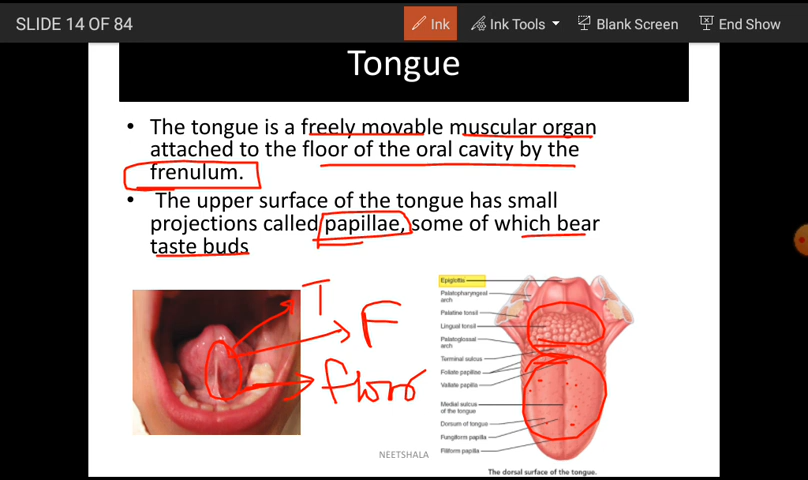 SLIDE 14 OF 84
Ink
Ink Tools
Blank Screen
End Show
Tongue
• The tongue is a freely movable muscular organ
attached to the floor of the oral cavity by the
frenulum.
• The upper surface of the tongue has small
projections called papillae, some of which bear
taste buds
T
F
floor
Epiglottis
Palatopharyngeal
arch
Palatine tonsil
Lingual tonsil
Palatoglossal
arch
Terminal sulcus
Foliate papillae
Vallate papilla
Medial sulcus
of the tongue
Dorsum of tongue
Fungiform papilla
Filiform papilla
NEETSHALA
The dorsal surface of the tongue.